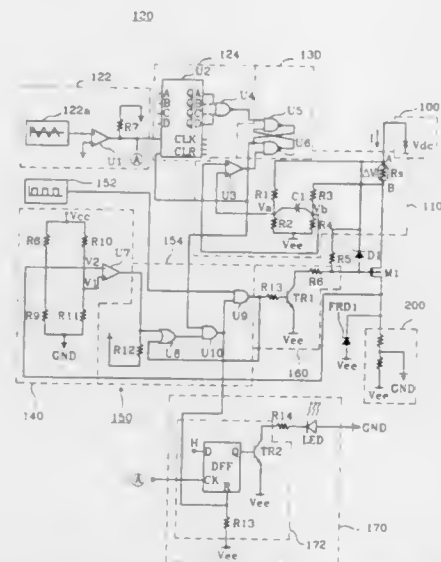 120
122
124
130
U2
122a
R7
A
B
C
D
QA
QB
QC
QD
U4
U5
100
U1
A
CLK
CLR
U6
Vdc
A
ΔV
Rs
B
U3
R1
C1
R3
152
Va
Vb
R2
R4
Vee
110
Vcc
154
D1
R8
R10
U7
R5
V2
R6
M1
V1
R13
TR1
U9
R9
R11
FRD1
200
R12
U8
U10
Vee
GND
160
Vee
GND
Vee
140
150
R14
LED
GND
H
D
Q
TR2
DFF
A
CK
R
Vee
R13
170
Vee
172